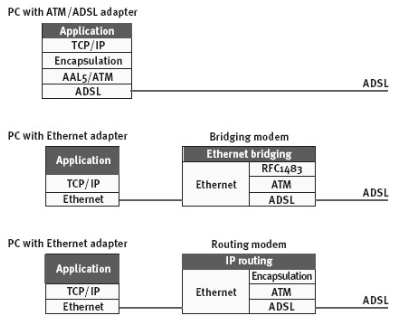 PC with ATM/ADSL adapter
Application
TCP/IP
Encapsulation
AAL5/ATM
ADSL
ADSL
PC with Ethernet adapter
Bridging modem
Application
TCP/IP
Ethernet
Ethernet bridging
Ethernet
RFC1483
ATM
ADSL
ADSL
PC with Ethernet adapter
Routing modem
Application
TCP/IP
Ethernet
IP routing
Ethernet
Encapsulation
ATM
ADSL
ADSL